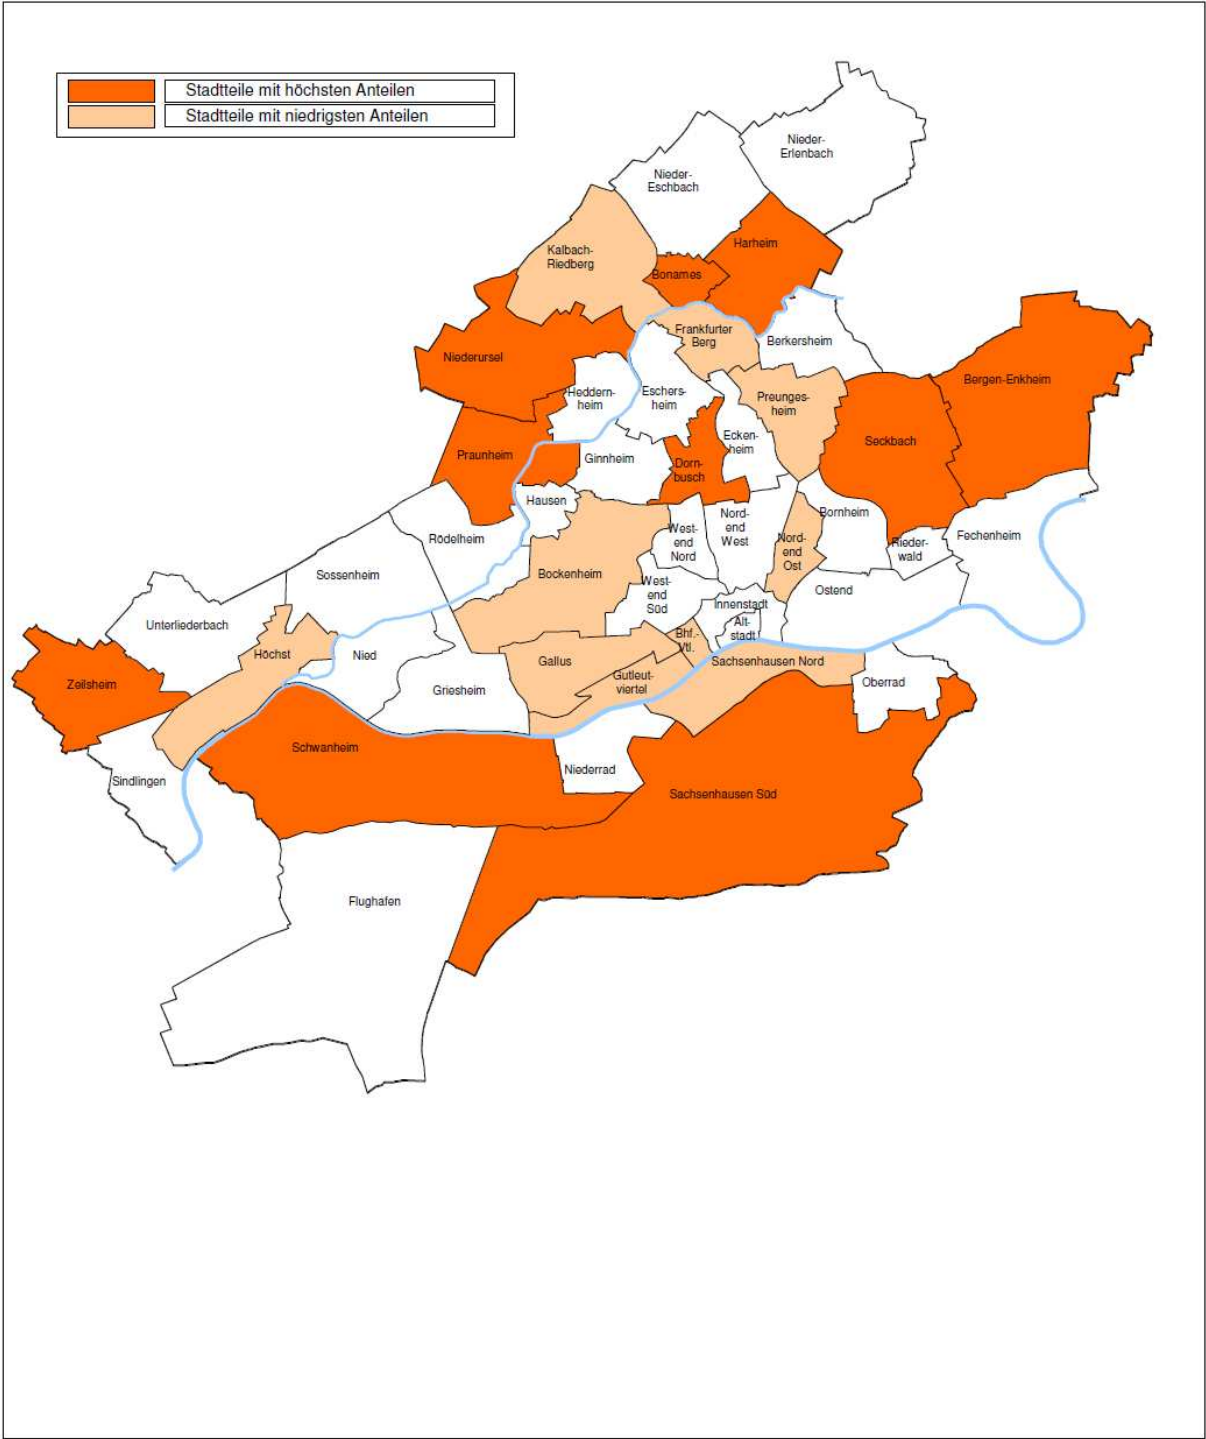 Stadtteile mit höchsten Anteilen
Stadtteile mit niedrigsten Anteilen
Nieder-
Erlenbach
Nieder-
Eschbach
Harheim
Kalbach-
Riedberg
Bonames
Frankfurter
Berg
Berkersheim
Niederursel
Bergen-Enkheim
Heddern-
heim
Eschers-
heim
Preunges-
heim
Ecken-
heim
Seckbach
Praunheim
Ginnheim
Dorn-
busch
Hausen
Bornheim
Nord-
end
West
West-
end
Nord
Nord-
end
Ost
Rieder-
wald
Fechenheim
Rödelheim
Sossenheim
Bockenheim
West-
end
Süd
Ostend
Innenstadt
Alt-
stadt
Unterliederbach
Höchst
Nied
Bhf.-
Vtl.
Gallus
Sachsenhausen Nord
Gutleut-
viertel
Oberrad
Zeilsheim
Griesheim
Schwanheim
Niederrad
Sindlingen
Sachsenhausen Süd
Flughafen